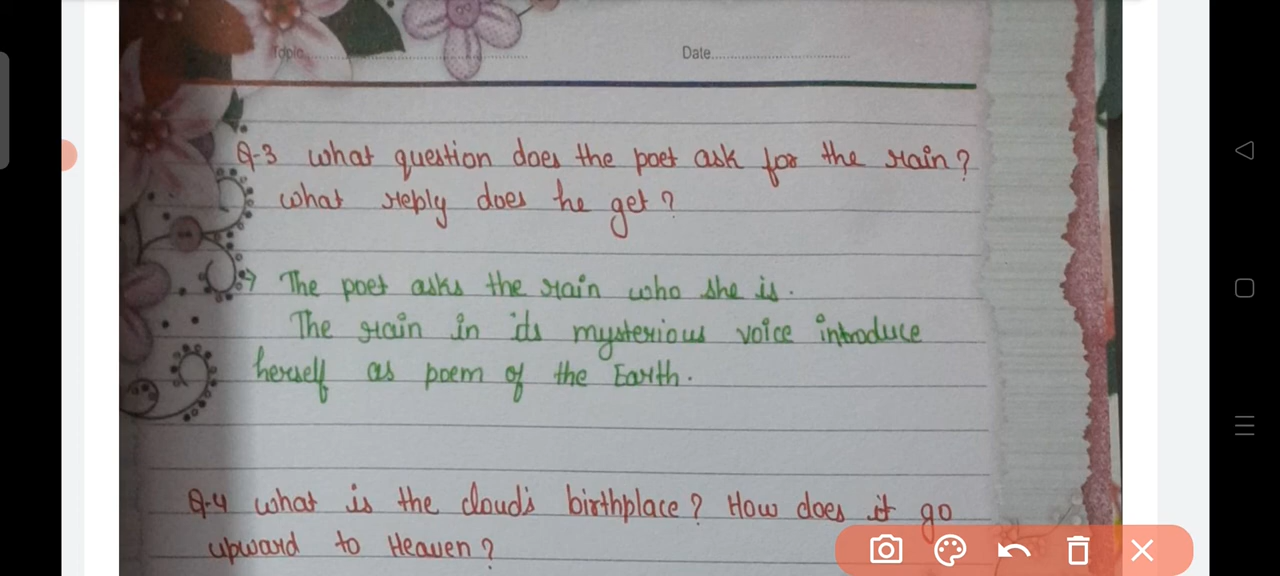 Topic
Date
Q-3 What question does the poet ask for the rain?
What reply does he get?
→ The poet asks the rain who she is.
The rain in its mysterious voice introduce
herself as poem of the Earth.
Q-4 What is the cloud's birthplace? How does it go
upward to Heaven?